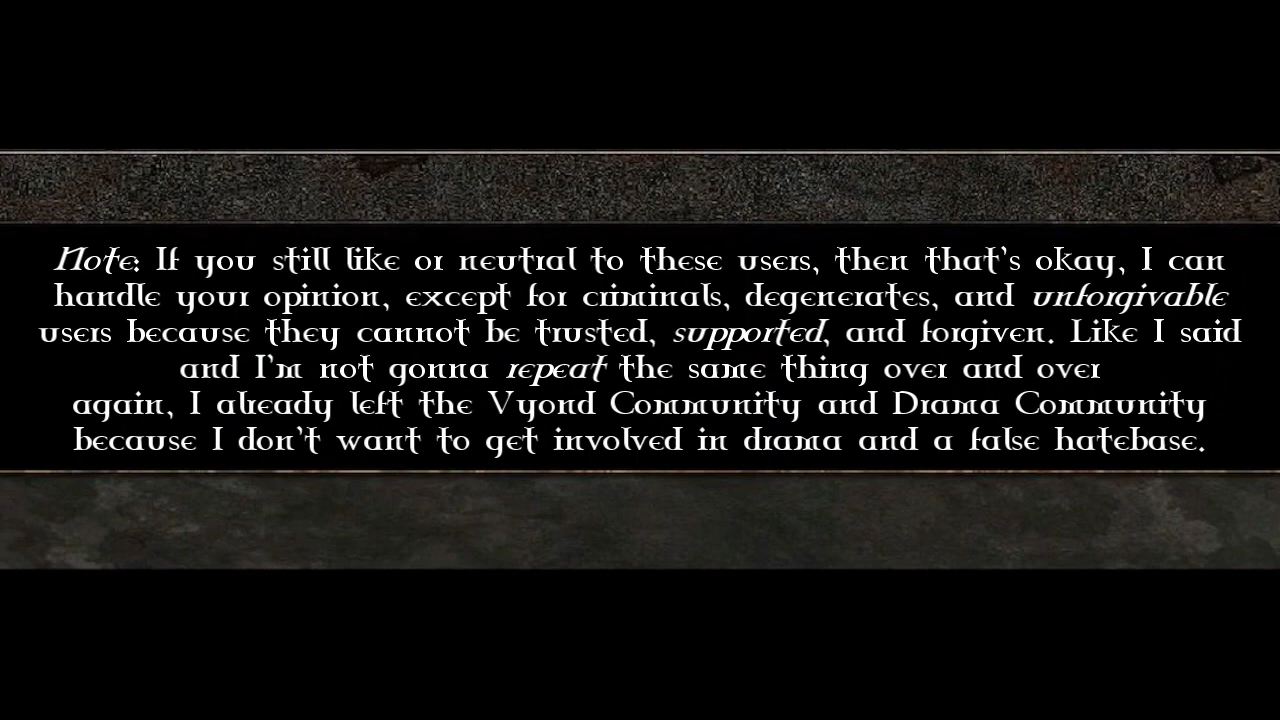 Note: If you still like or neutral to these users, then that's okay, I can
handle your opinion, except for criminals, degenerates, and unforgivable
users because they cannot be trusted, supported, and forgiven. Like I said
and I'm not gonna repeat the same thing over and over
again, I already left the Vyond Community and Drama Community
because I don't want to get involved in drama and a false hatebase.